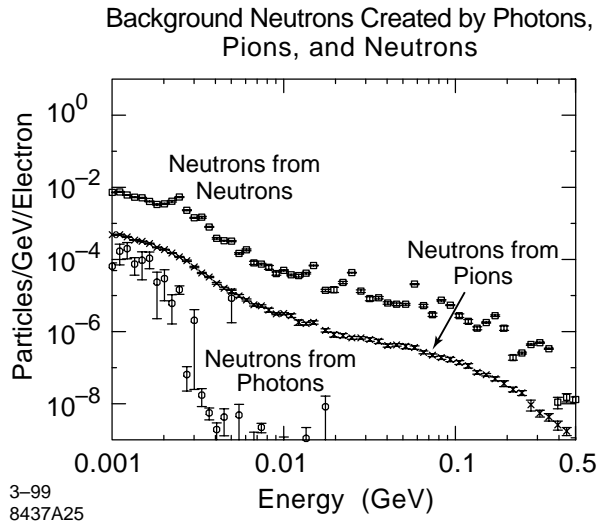 Background Neutrons Created by Photons,
Pions, and Neutrons
Particles/GeV/Electron
10^0
10^-2
10^-4
10^-6
10^-8
Neutrons from
Neutrons
Neutrons from
Pions
Neutrons from
Photons
0.001 0.01 0.1 0.5
Energy (GeV)
3–99
8437A25